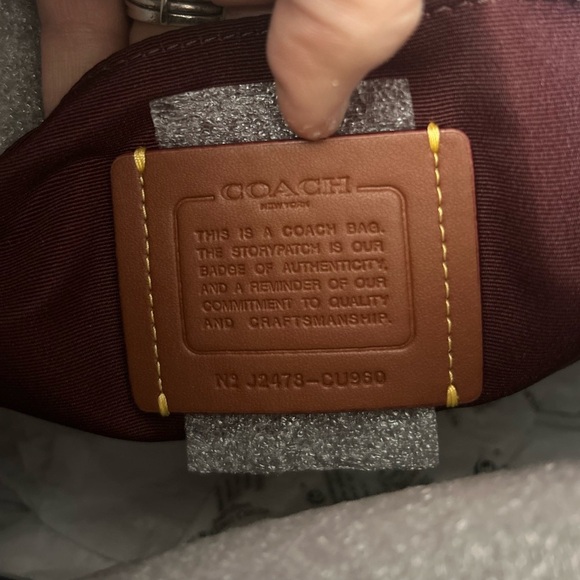 COACH
NEW YORK
THIS IS A COACH BAG.
THE STORYPATCH IS OUR
BADGE OF AUTHENTICITY,
AND A REMINDER OF OUR
COMMITMENT TO QUALITY
AND CRAFTSMANSHIP.
Nº J2478-CU960